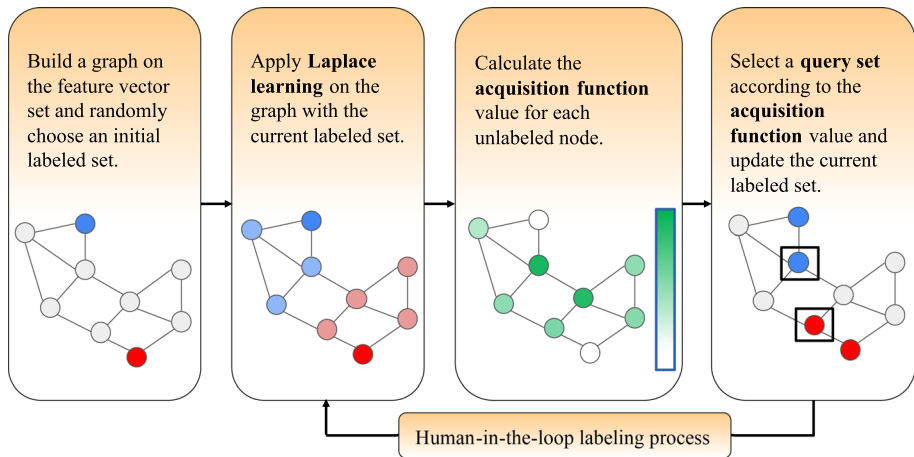 Build a graph on
the feature vector
set and randomly
choose an initial
labeled set.
Apply Laplace
learning on the
graph with the
current labeled set.
Calculate the
acquisition function
value for each
unlabeled node.
Select a query set
according to the
acquisition
function value and
update the current
labeled set.
Human-in-the-loop labeling process